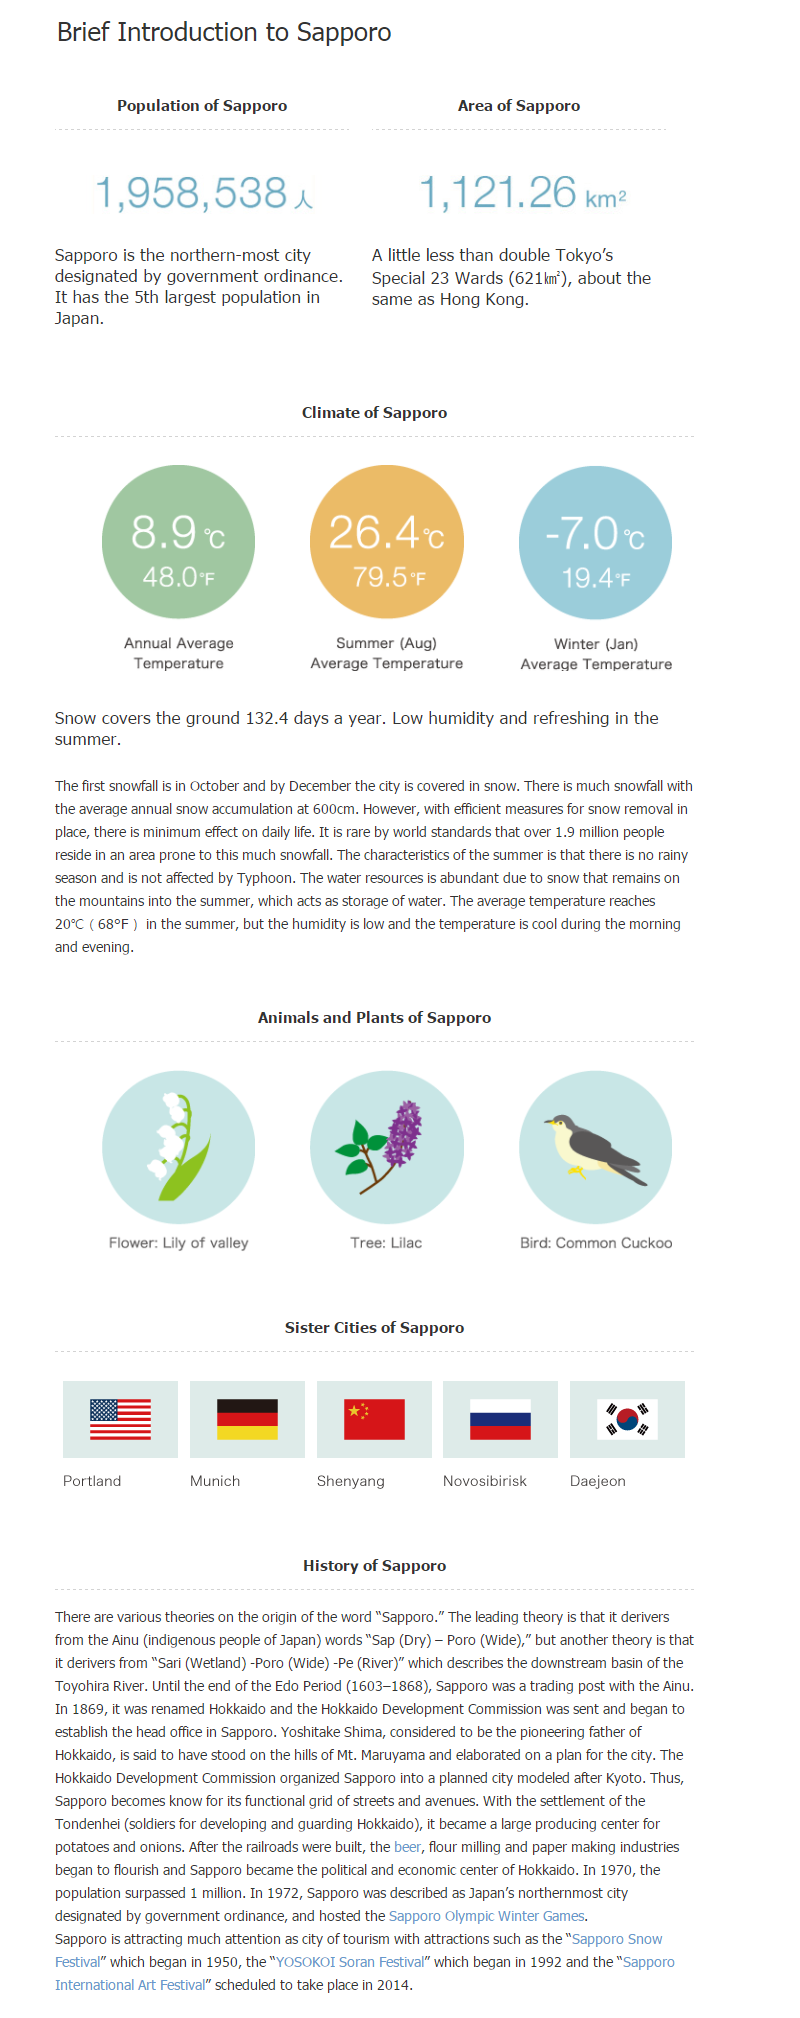 Brief Introduction to Sapporo
Population of Sapporo
1,958,538 人
Sapporo is the northern-most city
designated by government ordinance.
It has the 5th largest population in
Japan.
Area of Sapporo
1,121.26 km²
A little less than double Tokyo’s
Special 23 Wards (621㎢), about the
same as Hong Kong.
Climate of Sapporo
8.9℃
48.0°F
Annual Average
Temperature
26.4℃
79.5°F
Summer (Aug)
Average Temperature
-7.0℃
19.4°F
Winter (Jan)
Average Temperature
Snow covers the ground 132.4 days a year. Low humidity and refreshing in the
summer.
The first snowfall is in October and by December the city is covered in snow. There is much snowfall with
the average annual snow accumulation at 600cm. However, with efficient measures for snow removal in
place, there is minimum effect on daily life. It is rare by world standards that over 1.9 million people
reside in an area prone to this much snowfall. The characteristics of the summer is that there is no rainy
season and is not affected by Typhoon. The water resources is abundant due to snow that remains on
the mountains into the summer, which acts as storage of water. The average temperature reaches
20℃ ( 68°F ) in the summer, but the humidity is low and the temperature is cool during the morning
and evening.
Animals and Plants of Sapporo
Flower: Lily of valley
Tree: Lilac
Bird: Common Cuckoo
Sister Cities of Sapporo
Portland
Munich
Shenyang
Novosibirisk
Daejeon
History of Sapporo
There are various theories on the origin of the word “Sapporo.” The leading theory is that it derivers
from the Ainu (indigenous people of Japan) words “Sap (Dry) – Poro (Wide),” but another theory is that
it derivers from “Sari (Wetland) -Poro (Wide) -Pe (River)” which describes the downstream basin of the
Toyohira River. Until the end of the Edo Period (1603–1868), Sapporo was a trading post with the Ainu.
In 1869, it was renamed Hokkaido and the Hokkaido Development Commission was sent and began to
establish the head office in Sapporo. Yoshitake Shima, considered to be the pioneering father of
Hokkaido, is said to have stood on the hills of Mt. Maruyama and elaborated on a plan for the city. The
Hokkaido Development Commission organized Sapporo into a planned city modeled after Kyoto. Thus,
Sapporo becomes know for its functional grid of streets and avenues. With the settlement of the
Tondenhei (soldiers for developing and guarding Hokkaido), it became a large producing center for
potatoes and onions. After the railroads were built, the beer, flour milling and paper making industries
began to flourish and Sapporo became the political and economic center of Hokkaido. In 1970, the
population surpassed 1 million. In 1972, Sapporo was described as Japan’s northernmost city
designated by government ordinance, and hosted the Sapporo Olympic Winter Games.
Sapporo is attracting much attention as city of tourism with attractions such as the “Sapporo Snow
Festival” which began in 1950, the “YOSOKOI Soran Festival” which began in 1992 and the “Sapporo
International Art Festival” scheduled to take place in 2014.